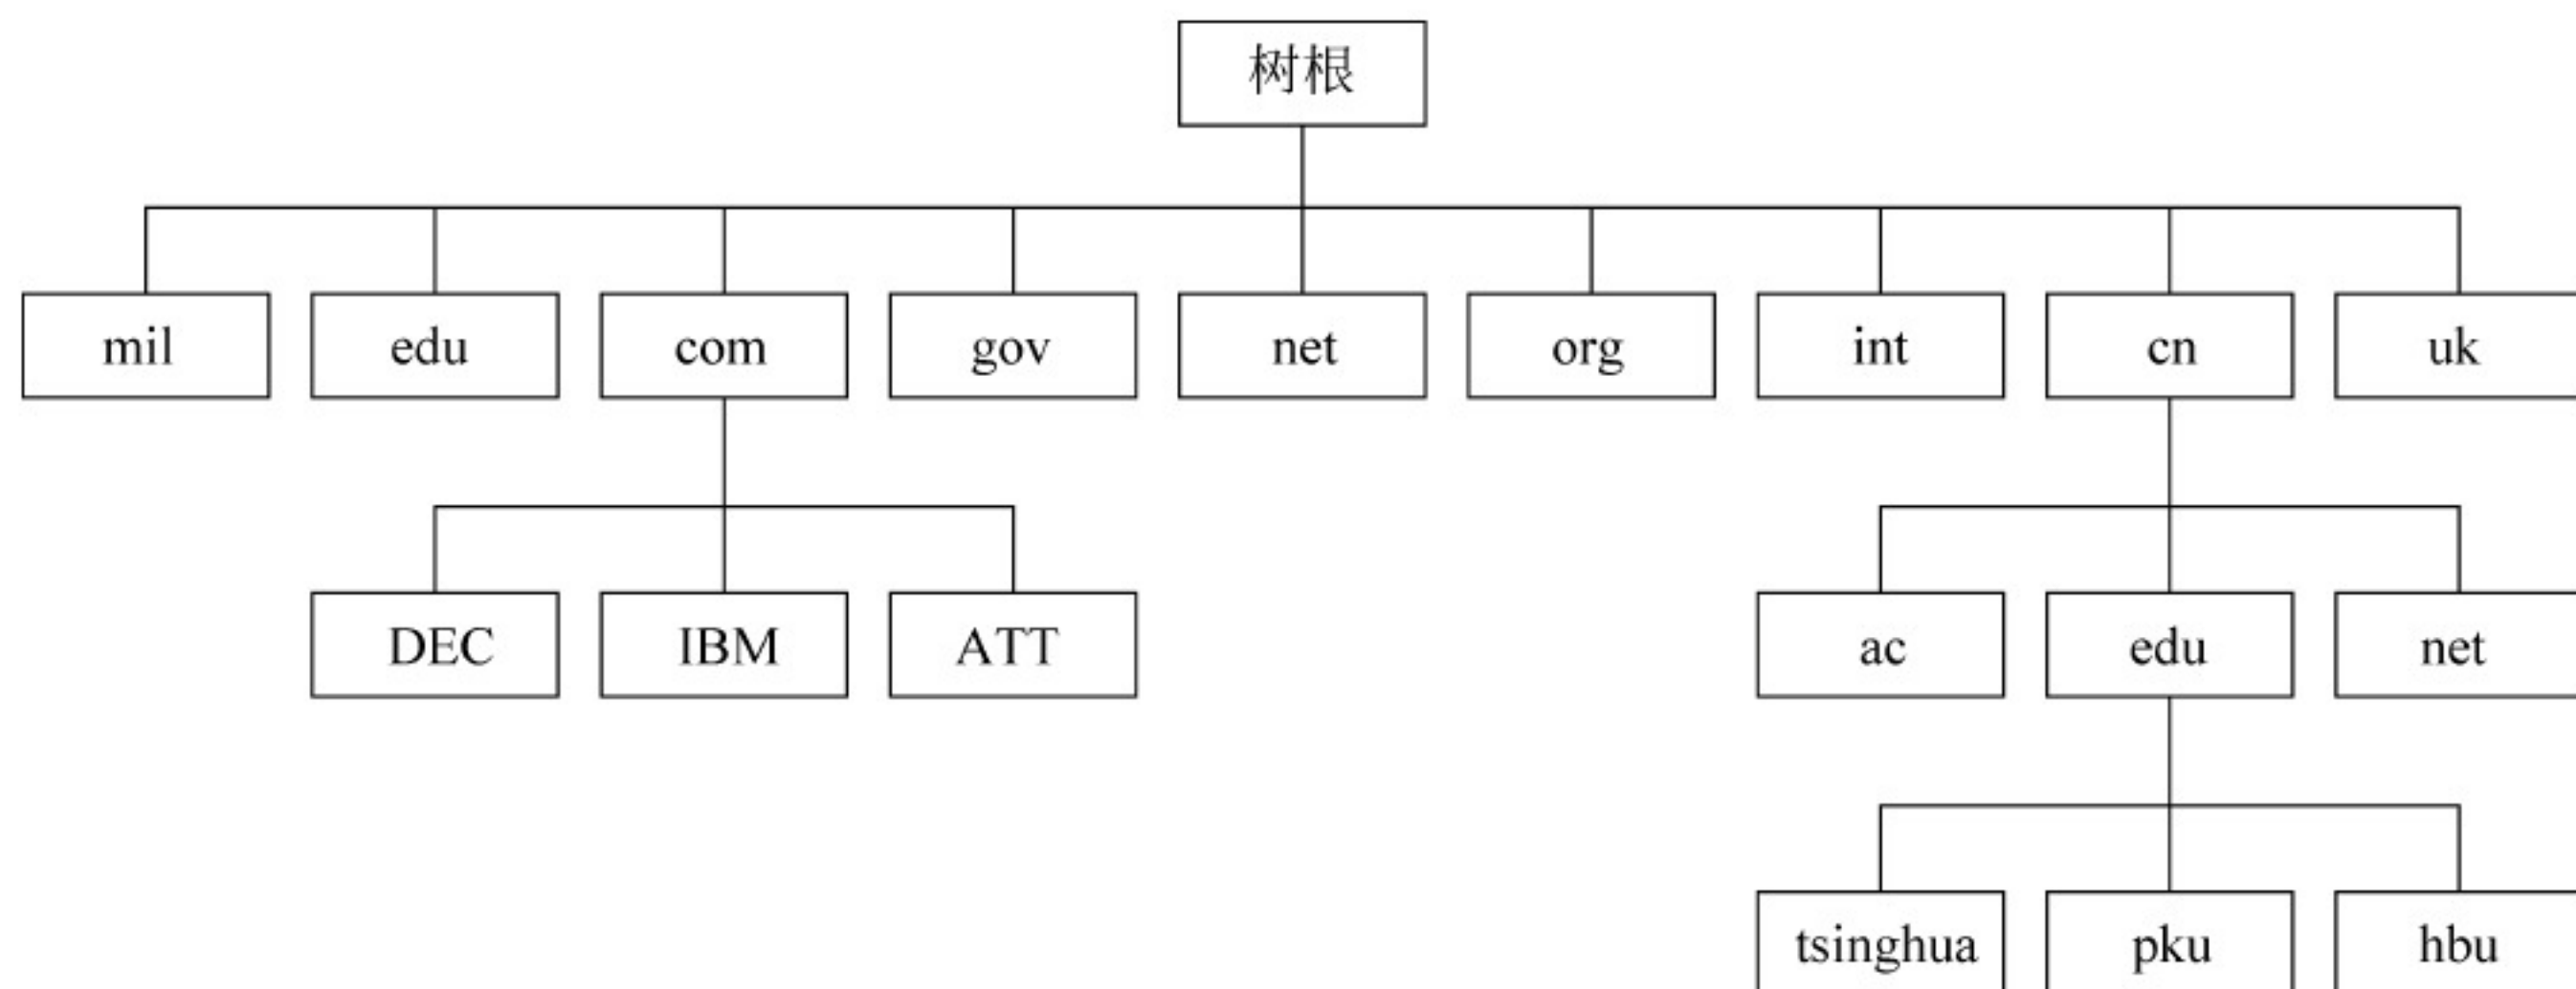 树根
mil edu com gov net org int cn uk
DEC IBM ATT ac edu net
tsinghua pku hbu